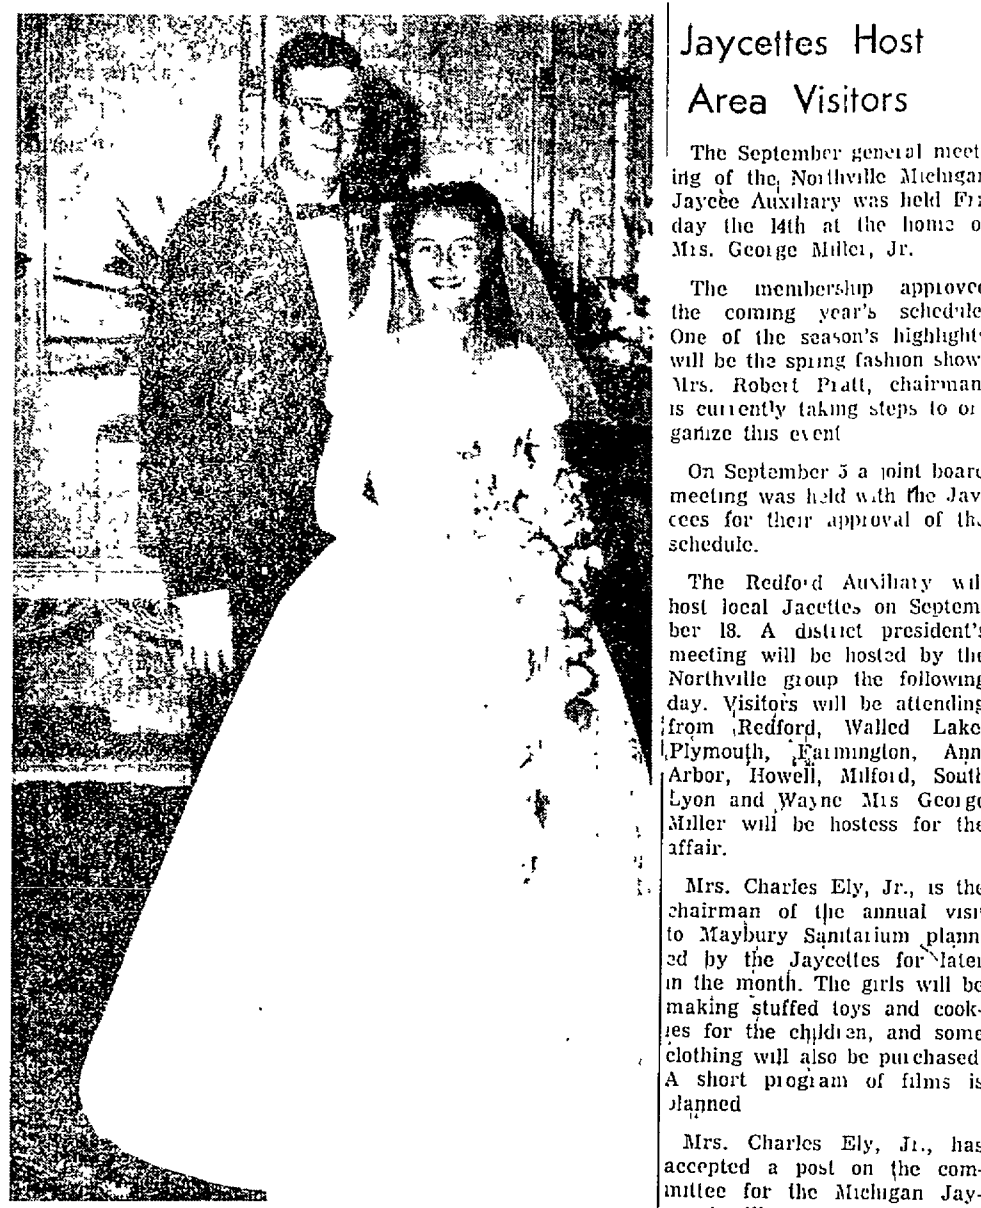 Jaycettes Host
Area Visitors
The September general meet
ing of the Northville Michigan
Jaycee Auxiliary was held Fri
day the 14th at the home o
Mrs. George Miller, Jr.
The membership approved
the coming year's schedule
One of the season's highlights
will be the spring fashion show
Mrs. Robert Pratt, chairman
is currently taking steps to or
ganize this event
On September 5 a joint board
meeting was held with the Jay
cees for their approval of the
schedule.
The Redford Auxiliary will
host local Jacettes on Septem
ber 18. A district president's
meeting will be hosted by the
Northville group the following
day. Visitors will be attending
from Redford, Walled Lake
Plymouth, Farmington, Ann
Arbor, Howell, Milford, South
Lyon and Wayne Mrs George
Miller will be hostess for the
affair.
Mrs. Charles Ely, Jr., is the
chairman of the annual visit
to Maybury Sanitarium plann
ed by the Jaycettes for later
in the month. The girls will be
making stuffed toys and cook-
ies for the children, and some
clothing will also be purchased
A short program of films is
planned
Mrs. Charles Ely, Jr., has
accepted a post on the com-
mittee for the Michigan Jay-